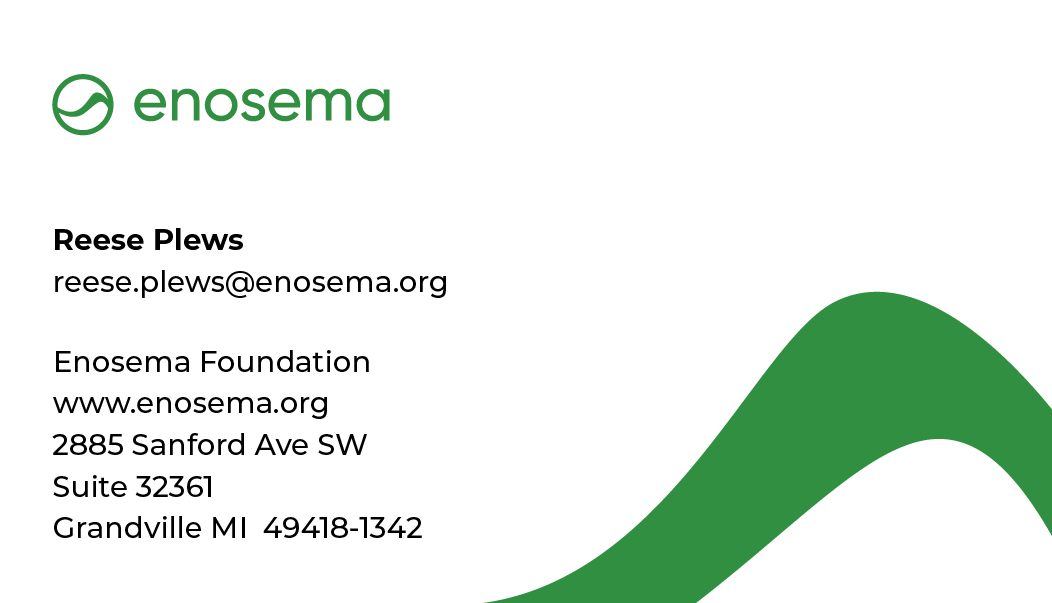 enosema
Reese Plews
reese.plews@enosema.org
Enosema Foundation
www.enosema.org
2885 Sanford Ave SW
Suite 32361
Grandville MI  49418-1342